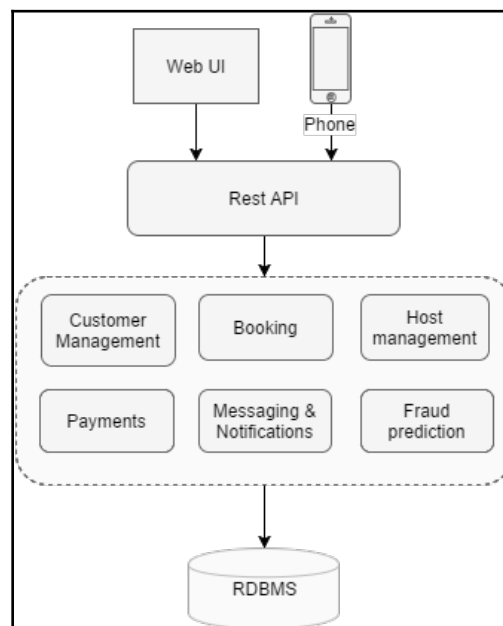 Web UI
Phone
Rest API
Customer
Management
Booking
Host
management
Payments
Messaging &
Notifications
Fraud
prediction
RDBMS